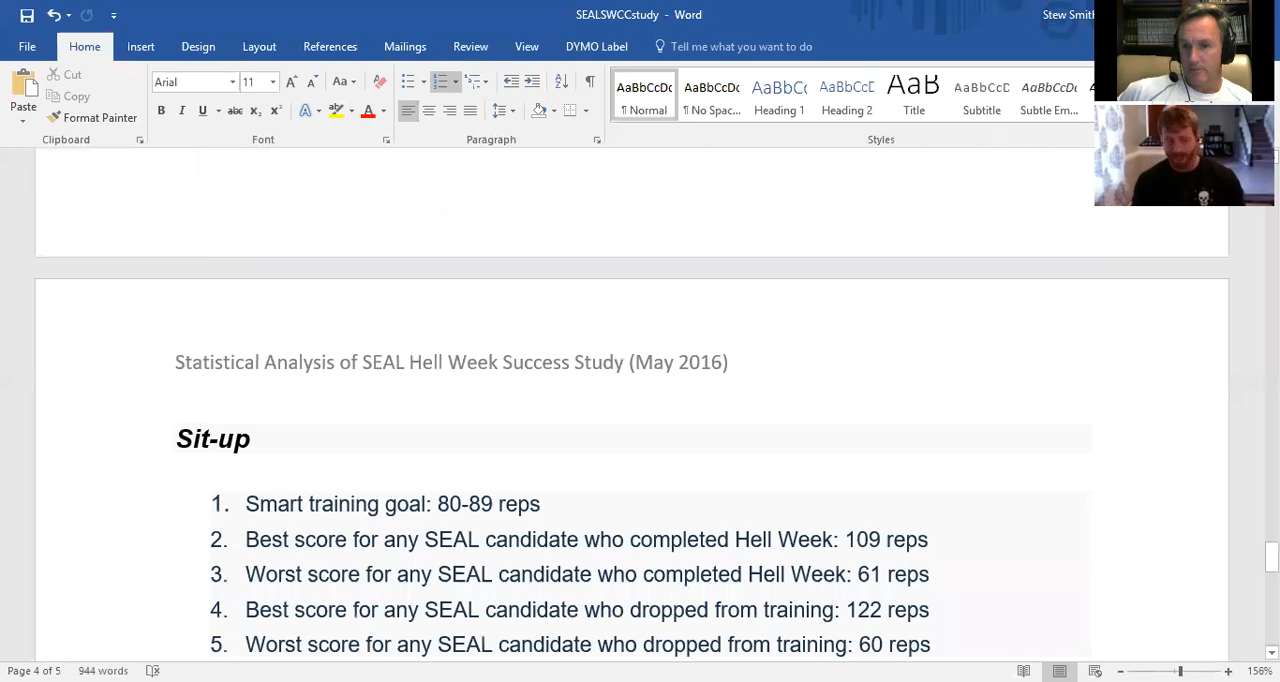 SEALSWCCstudy - Word
Stew Smith
File Home Insert Design Layout References Mailings Review View DYMO Label Tell me what you want to do
Paste
Cut
Copy
Format Painter
Clipboard
Arial 11
Font
Paragraph
AaBbCcDc AaBbCcDc AaBbCc AaBbCcD AaB AaBbCcD AaBbCcDc
¶ Normal ¶ No Spac... Heading 1 Heading 2 Title Subtitle Subtle Em...
Styles
Statistical Analysis of SEAL Hell Week Success Study (May 2016)
Sit-up
1. Smart training goal: 80-89 reps
2. Best score for any SEAL candidate who completed Hell Week: 109 reps
3. Worst score for any SEAL candidate who completed Hell Week: 61 reps
4. Best score for any SEAL candidate who dropped from training: 122 reps
5. Worst score for any SEAL candidate who dropped from training: 60 reps
Page 4 of 5 944 words
156%